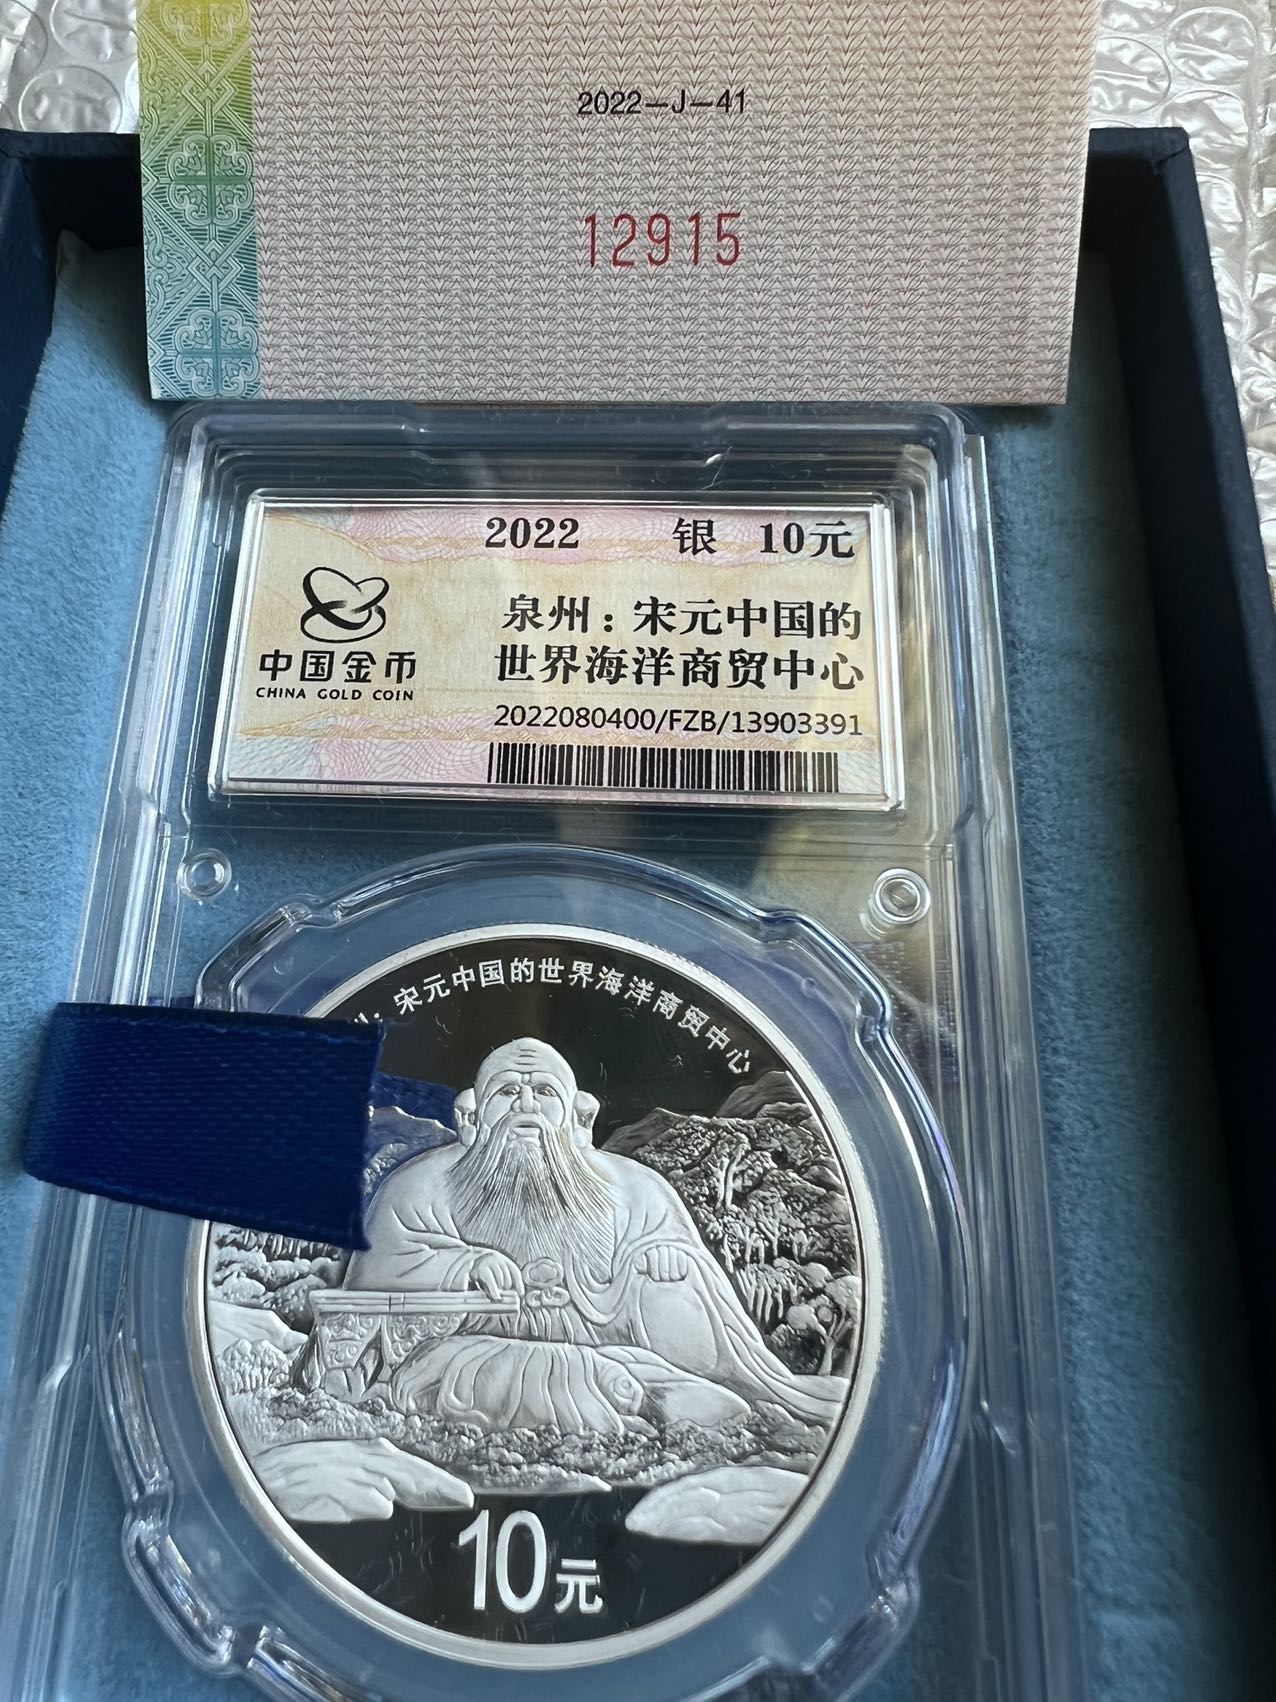 2022-J-41
12915
2022 银 10元
泉州：宋元中国的
世界海洋商贸中心
中国金币
CHINA GOLD COIN
2022080400/FZB/13903391
：宋元中国的世界海洋商贸中心
10元